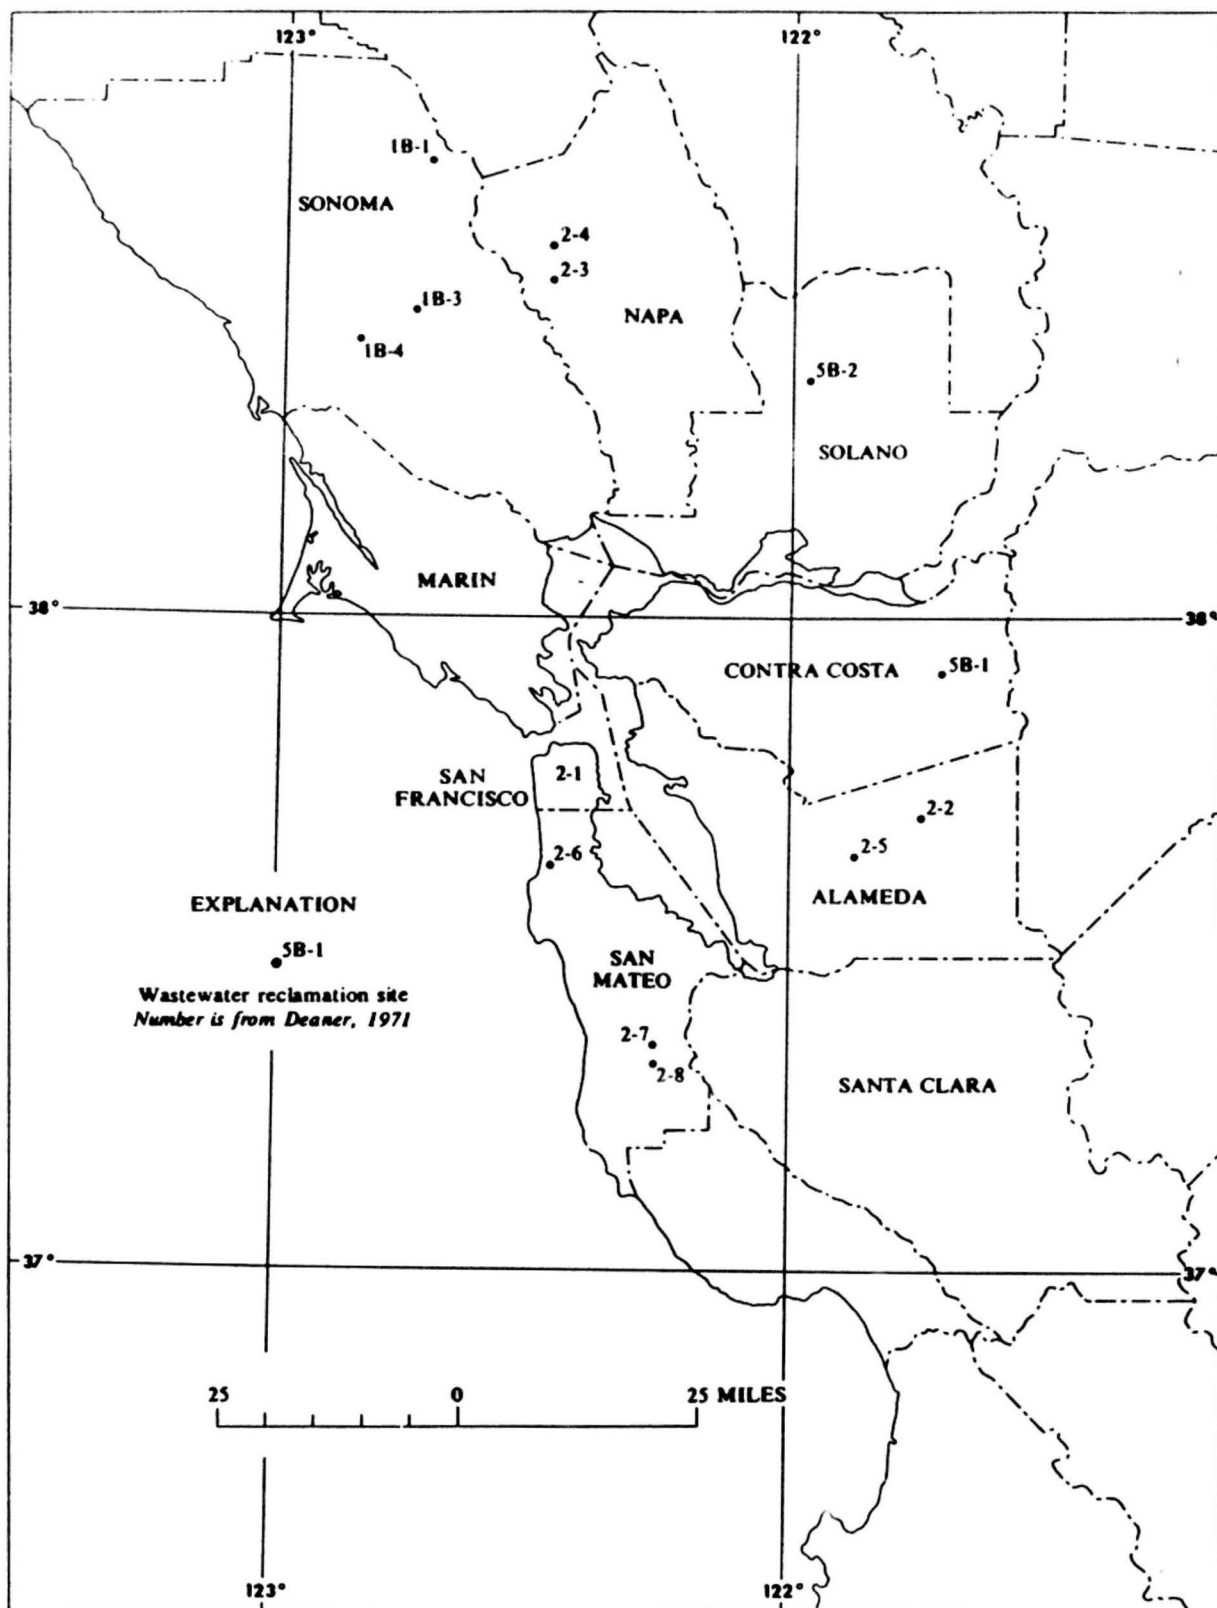 123°
122°
1B-1
SONOMA
2-4
2-3
1B-3
NAPA
1B-4
5B-2
SOLANO
MARIN
38°
38°
CONTRA COSTA
5B-1
SAN
FRANCISCO
2-1
2-2
2-6
2-5
ALAMEDA
EXPLANATION
5B-1
Wastewater reclamation site
Number is from Deaner, 1971
SAN
MATEO
2-7
2-8
SANTA CLARA
37°
37°
25 0 25 MILES
123°
122°